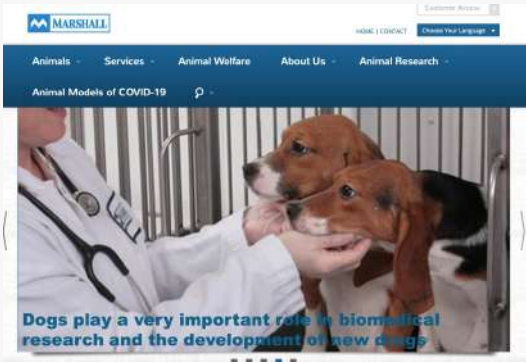 Customer Access
MARSHALL
HOME | CONTACT
Choose Your Language
Animals
Services
Animal Welfare
About Us
Animal Research
Animal Models of COVID-19
Dogs play a very important role in biomedical
research and the development of new drugs